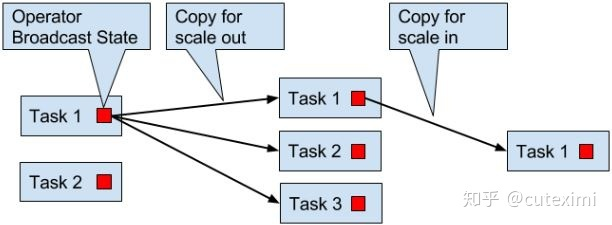 Operator
Broadcast State
Copy for
scale out
Copy for
scale in
Task 1
Task 2
Task 1
Task 2
Task 3
Task 1
知乎 @cuteximi